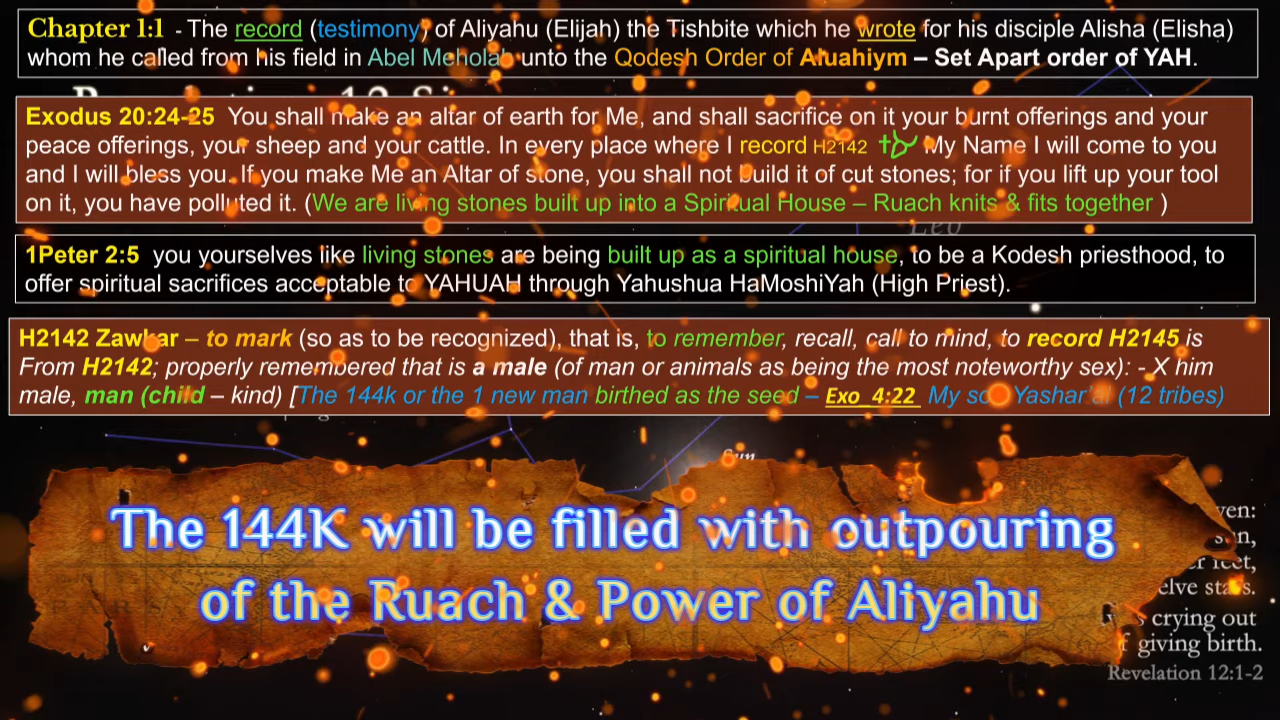 Chapter 1:1 - The record (testimony) of Aliyahu (Elijah) the Tishbite which he wrote for his disciple Alisha (Elisha)
whom he called from his field in Abel Meholah unto the Qodesh Order of Aluahiym – Set Apart order of YAH.
Exodus 20:24-25 You shall make an altar of earth for Me, and shall sacrifice on it your burnt offerings and your
peace offerings, your sheep and your cattle. In every place where I record H2142 My Name I will come to you
and I will bless you. If you make Me an Altar of stone, you shall not build it of cut stones; for if you lift up your tool
on it, you have polluted it. (We are living stones built up into a Spiritual House – Ruach knits & fits together )
Leo
1Peter 2:5 you yourselves like living stones are being built up as a spiritual house, to be a Kodesh priesthood, to
offer spiritual sacrifices acceptable to YAHUAH through Yahushua HaMoshiYah (High Priest).
H2142 Zawkar – to mark (so as to be recognized), that is, to remember, recall, call to mind, to record H2145 is
From H2142; properly remembered that is a male (of man or animals as being the most noteworthy sex): - X him
male, man (child – kind) [The 144k or the 1 new man birthed as the seed – Exo_4:22 My son Yashar'al (12 tribes)
Sun
The 144K will be filled with outpouring
of the Ruach & Power of Aliyahu
ven:
sun,
er feet,
elve stars.
s crying out
f giving birth.
Revelation 12:1-2